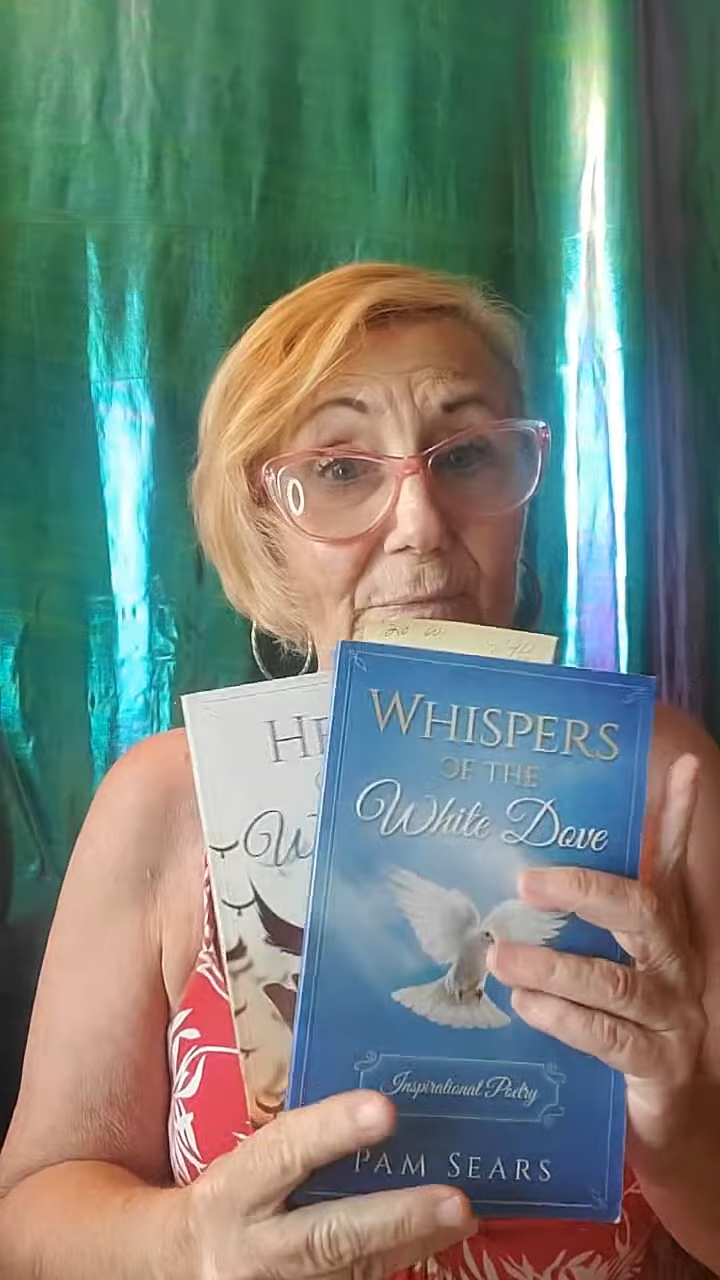 WHISPERS
OF THE
White Dove
Inspirational Poetry
PAM SEARS